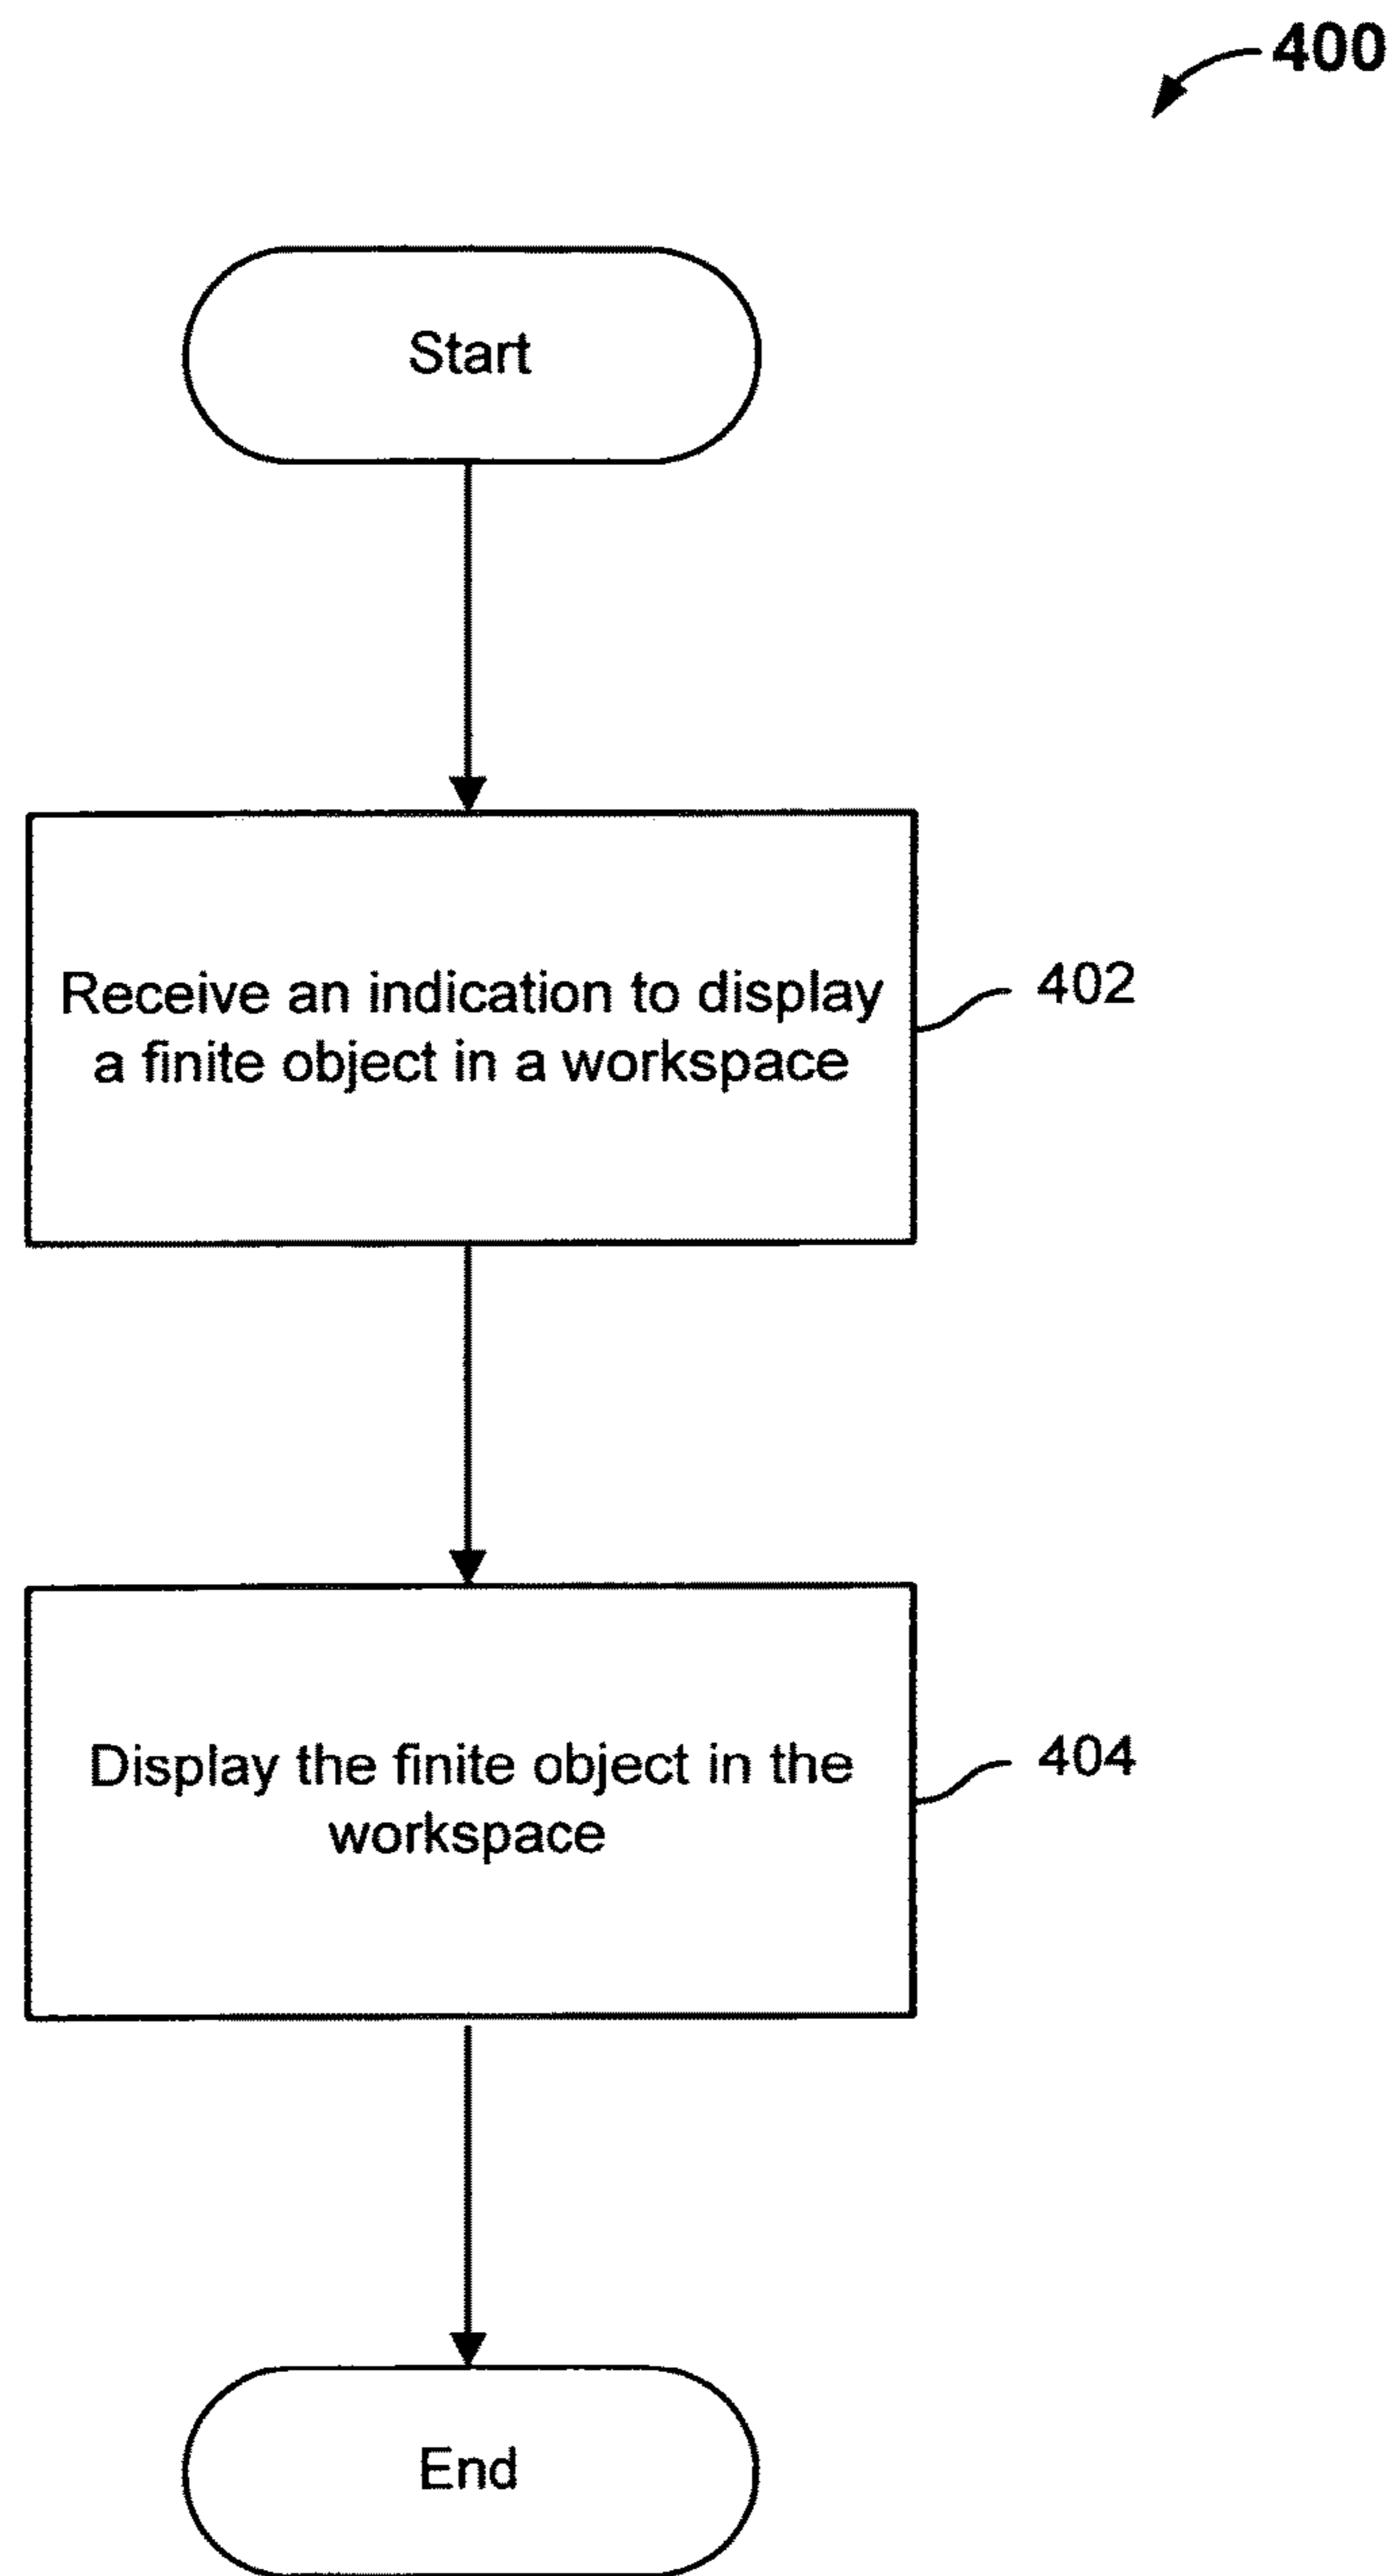 400
Start
Receive an indication to display
a finite object in a workspace
402
Display the finite object in the
workspace
404
End